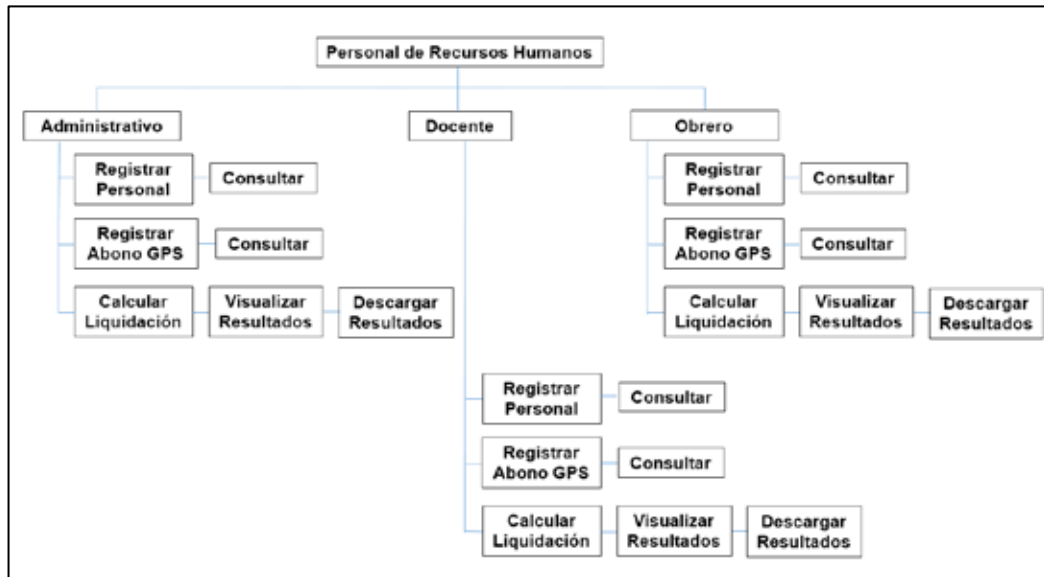 Personal de Recursos Humanos
Administrativo
Registrar
Personal
Consultar
Registrar
Abono GPS
Consultar
Calcular
Liquidación
Visualizar
Resultados
Descargar
Resultados
Docente
Registrar
Personal
Consultar
Registrar
Abono GPS
Consultar
Calcular
Liquidación
Visualizar
Resultados
Descargar
Resultados
Obrero
Registrar
Personal
Consultar
Registrar
Abono GPS
Consultar
Calcular
Liquidación
Visualizar
Resultados
Descargar
Resultados